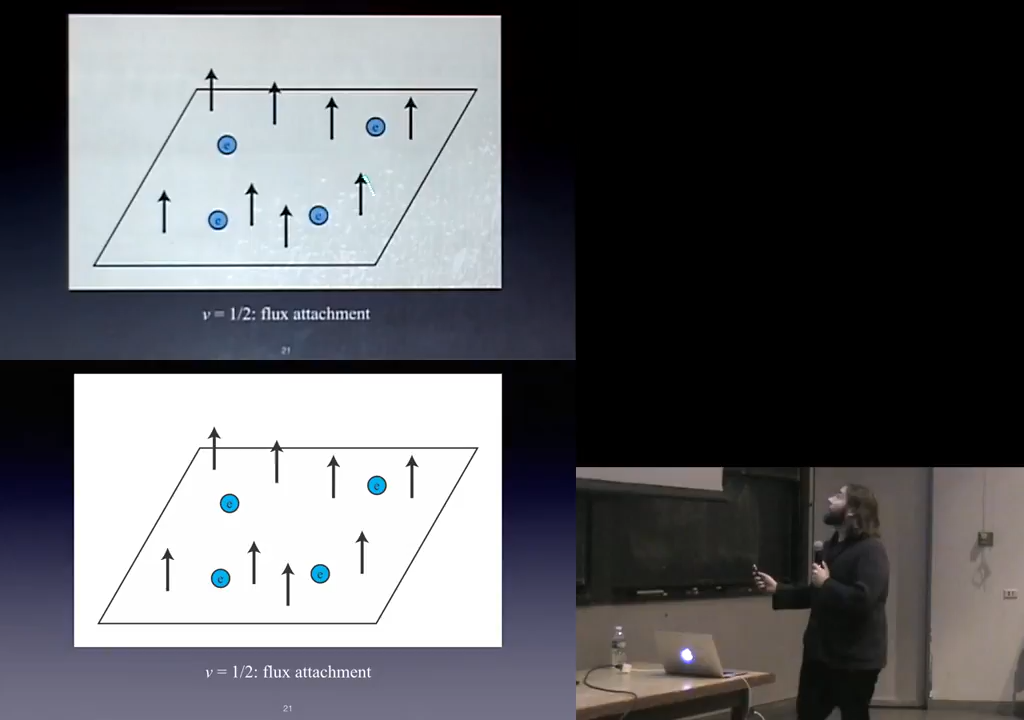 e
e
e
e
ν = 1/2: flux attachment
21
e
e
e
e
ν = 1/2: flux attachment
21